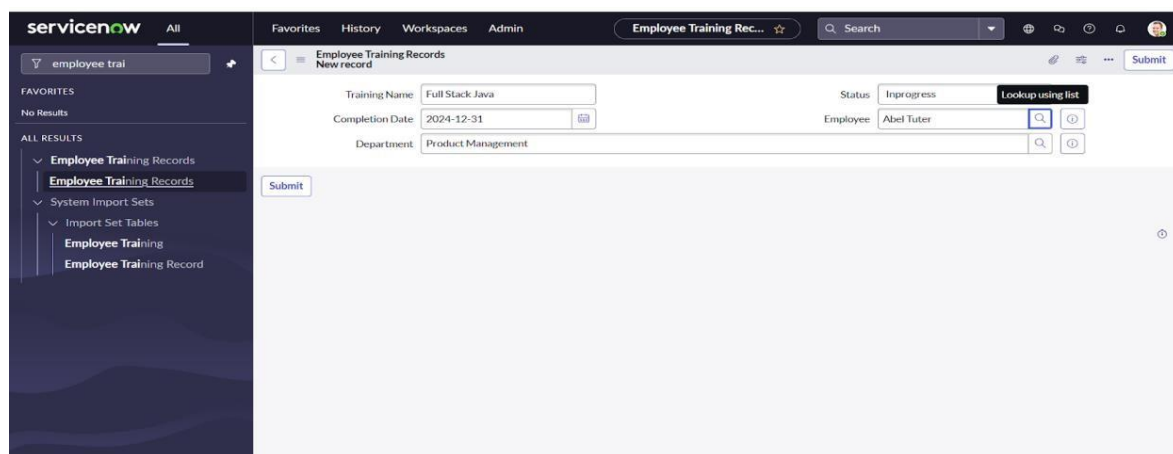 servicenow All Favorites History Workspaces Admin Employee Training Rec... Search
employee trai
FAVORITES
No Results
ALL RESULTS
Employee Training Records
Employee Training Records
System Import Sets
Import Set Tables
Employee Training
Employee Training Record
Employee Training Records
New record
Submit
Training Name Full Stack Java
Status Inprogress
Lookup using list
Completion Date 2024-12-31
Employee Abel Tuter
Department Product Management
Submit